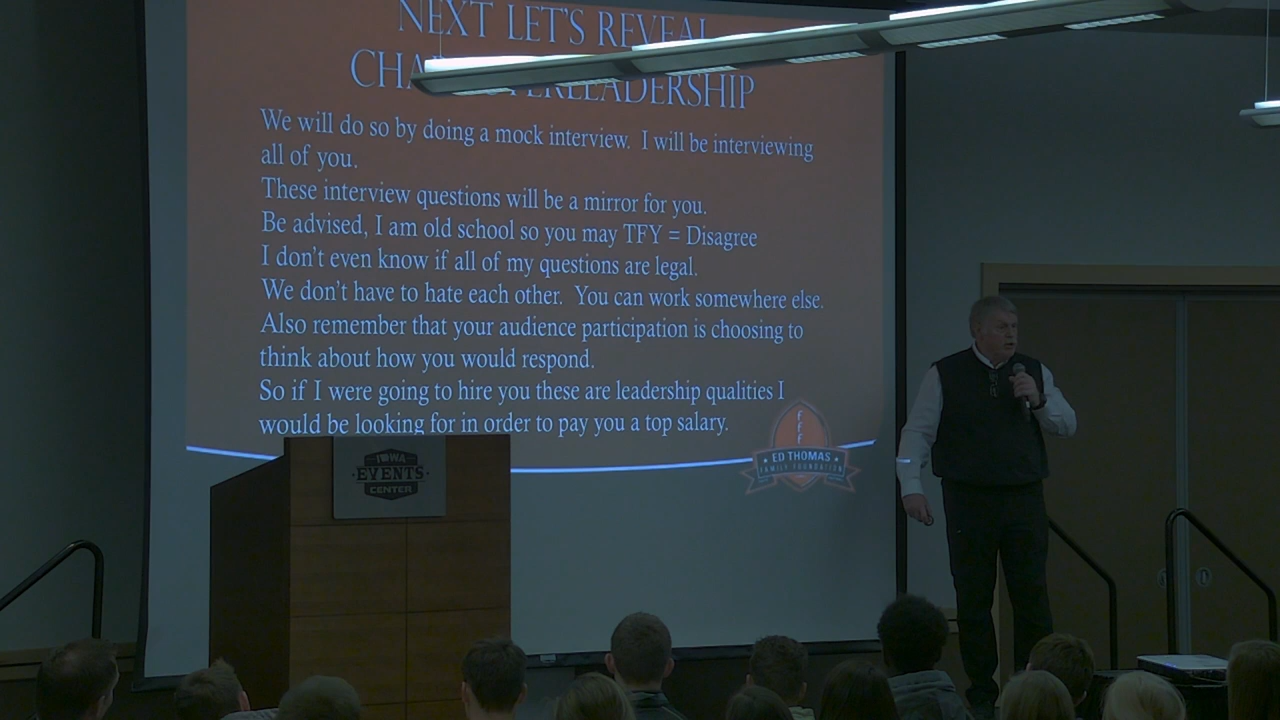 NEXT LET'S REVEAL
LEADERSHIP
We will do so by doing a mock interview. I will be interviewing
all of you.
These interview questions will be a mirror for you.
Be advised, I am old school so you may TFY = Disagree
I don't even know if all of my questions are legal.
We don't have to hate each other. You can work somewhere else.
Also remember that your audience participation is choosing to
think about how you would respond.
So if I were going to hire you these are leadership qualities I
would be looking for in order to pay you a top salary.
F
F
F
ED THOMAS
FAMILY FOUNDATION
IOWA
EVENTS
CENTER